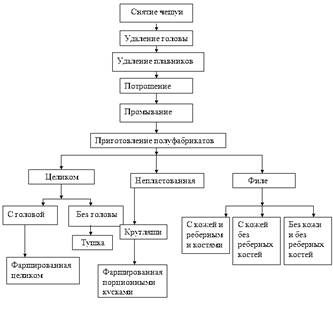 Снятие чешуи
Удаление головы
Удаление плавников
Потрошение
Промывание
Приготовление полуфабрикатов
Целиком
Непластованная
Филе
С головой
Без головы
Тушка
Кругляши
С кожей и
реберным
и костями
С кожей
без
реберных
костей
Без кожи
и без
реберных
костей
Фаршированная
целиком
Фаршированная
порционными
кусками